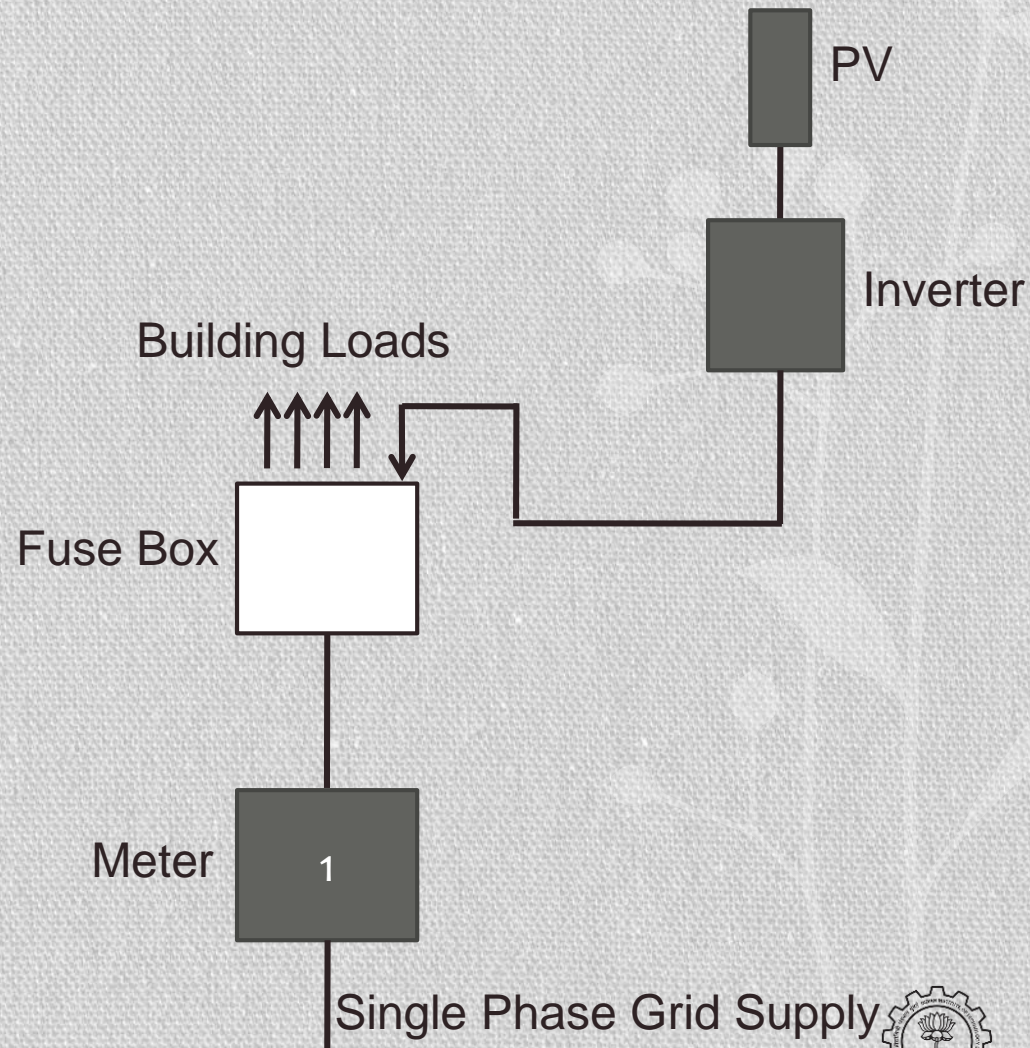 PV
Inverter
Building Loads
Fuse Box
Meter
1
Single Phase Grid Supply